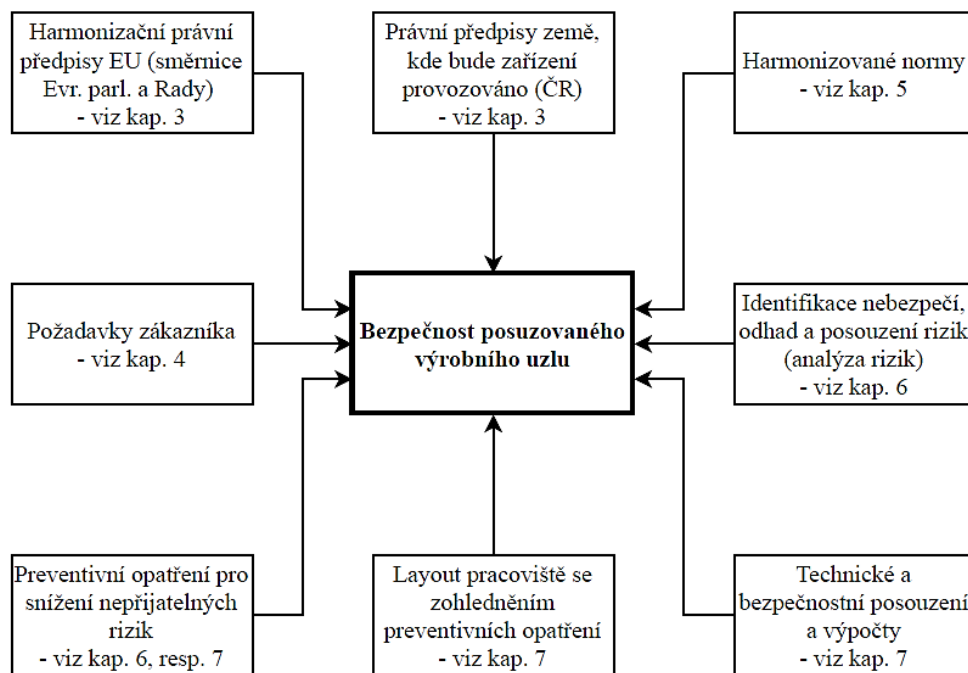 Harmonizační právní
předpisy EU (směrnice
Evr. parl. a Rady)
- viz kap. 3
Právní předpisy země,
kde bude zařízení
provozováno (ČR)
- viz kap. 3
Harmonizované normy
- viz kap. 5
Požadavky zákazníka
- viz kap. 4
Bezpečnost posuzovaného
výrobního uzlu
Identifikace nebezpečí,
odhad a posouzení rizik
(analýza rizik)
- viz kap. 6
Preventivní opatření pro
snížení nepřijatelných
rizik
- viz kap. 6, resp. 7
Layout pracoviště se
zohledněním
preventivních opatření
- viz kap. 7
Technické a
bezpečnostní posouzení
a výpočty
- viz kap. 7